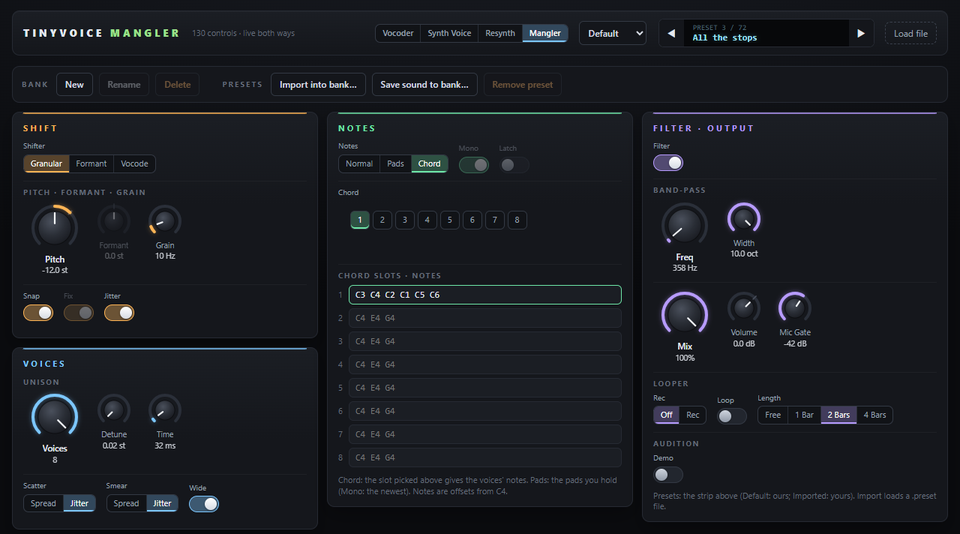 TINYVOICE MANGLER 130 controls · live both ways Vocoder Synth Voice Resynth Mangler Default ◀ PRESET 3 / 72 ▶ Load file
All the stops
BANK New Rename Delete PRESETS Import into bank... Save sound to bank... Remove preset
SHIFT
Shifter
Granular Formant Vocode
PITCH · FORMANT · GRAIN
Pitch Formant Grain
-12.0 st 0.0 st 10 Hz
Snap Fix Jitter
VOICES
UNISON
Voices Detune Time
8 0.02 st 32 ms
Scatter Smear Wide
Spread Jitter Spread Jitter
NOTES
Notes Mono Latch
Normal Pads Chord
Chord
1 2 3 4 5 6 7 8
CHORD SLOTS · NOTES
1 C3 C4 C2 C1 C5 C6
2 C4 E4 G4
3 C4 E4 G4
4 C4 E4 G4
5 C4 E4 G4
6 C4 E4 G4
7 C4 E4 G4
8 C4 E4 G4
Chord: the slot picked above gives the voices' notes. Pads: the pads you hold
(Mono: the newest). Notes are offsets from C4.
FILTER · OUTPUT
Filter
BAND-PASS
Freq Width
358 Hz 10.0 oct
Mix Volume Mic Gate
100% 0.0 dB -42 dB
LOOPER
Rec Loop Length
Off Rec Free 1 Bar 2 Bars 4 Bars
AUDITION
Demo
Presets: the strip above (Default: ours; Imported: yours). Import loads a .preset
file.